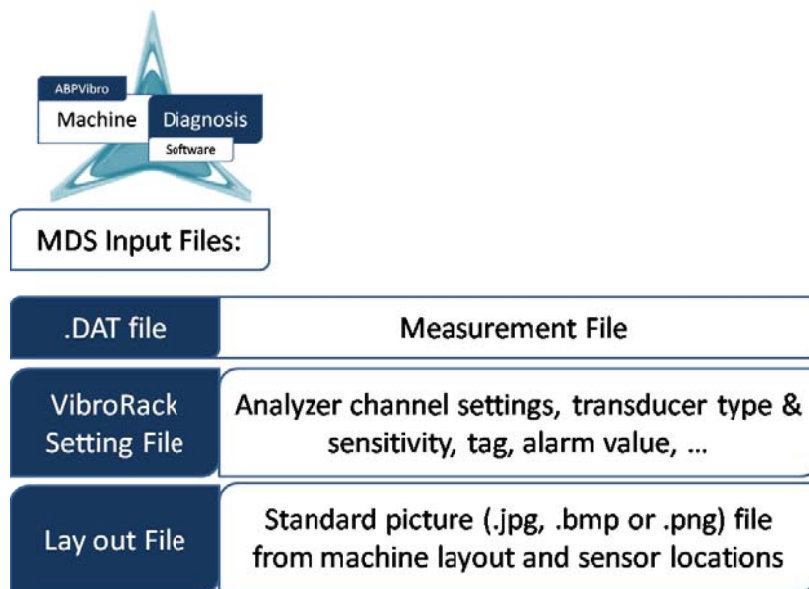 ABPVibro
Machine Diagnosis
Software
MDS Input Files:
.DAT file Measurement File
VibroRack
Setting File
Analyzer channel settings, transducer type &
sensitivity, tag, alarm value, ...
Lay out File
Standard picture (.jpg, .bmp or .png) file
from machine layout and sensor locations